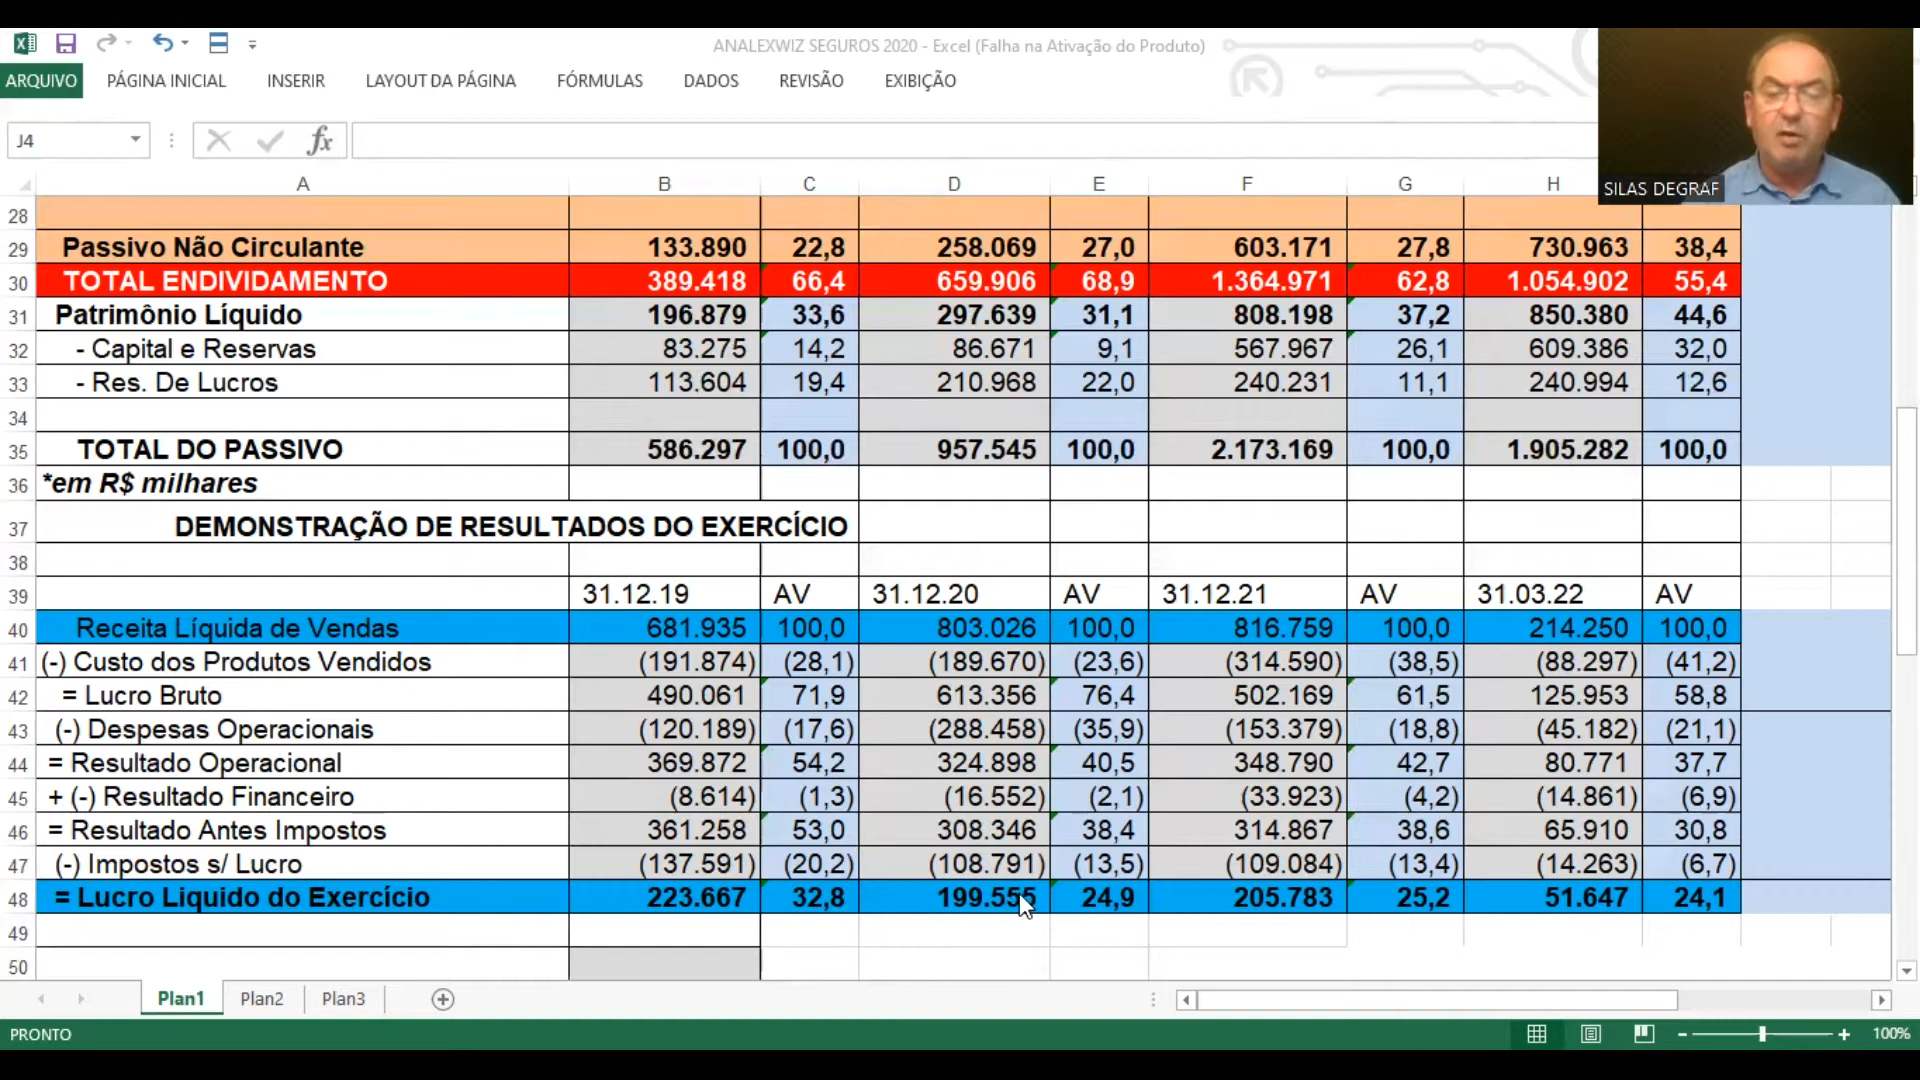 ANALEXWIZ SEGUROS 2020 - Excel (Falha na Ativação do Produto)
ARQUIVO PÁGINA INICIAL INSERIR LAYOUT DA PÁGINA FÓRMULAS DADOS REVISÃO EXIBIÇÃO
J4 fx
SILAS DEGRAF
A B C D E F G H
28
29 Passivo Não Circulante 133.890 22,8 258.069 27,0 603.171 27,8 730.963 38,4
30 TOTAL ENDIVIDAMENTO 389.418 66,4 659.906 68,9 1.364.971 62,8 1.054.902 55,4
31 Patrimônio Líquido 196.879 33,6 297.639 31,1 808.198 37,2 850.380 44,6
32 - Capital e Reservas 83.275 14,2 86.671 9,1 567.967 26,1 609.386 32,0
33 - Res. De Lucros 113.604 19,4 210.968 22,0 240.231 11,1 240.994 12,6
34
35 TOTAL DO PASSIVO 586.297 100,0 957.545 100,0 2.173.169 100,0 1.905.282 100,0
36 *em R$ milhares
37 DEMONSTRAÇÃO DE RESULTADOS DO EXERCÍCIO
38
39 31.12.19 AV 31.12.20 AV 31.12.21 AV 31.03.22 AV
40 Receita Líquida de Vendas 681.935 100,0 803.026 100,0 816.759 100,0 214.250 100,0
41 (-) Custo dos Produtos Vendidos (191.874) (28,1) (189.670) (23,6) (314.590) (38,5) (88.297) (41,2)
42 = Lucro Bruto 490.061 71,9 613.356 76,4 502.169 61,5 125.953 58,8
43 (-) Despesas Operacionais (120.189) (17,6) (288.458) (35,9) (153.379) (18,8) (45.182) (21,1)
44 = Resultado Operacional 369.872 54,2 324.898 40,5 348.790 42,7 80.771 37,7
45 + (-) Resultado Financeiro (8.614) (1,3) (16.552) (2,1) (33.923) (4,2) (14.861) (6,9)
46 = Resultado Antes Impostos 361.258 53,0 308.346 38,4 314.867 38,6 65.910 30,8
47 (-) Impostos s/ Lucro (137.591) (20,2) (108.791) (13,5) (109.084) (13,4) (14.263) (6,7)
48 = Lucro Liquido do Exercício 223.667 32,8 199.555 24,9 205.783 25,2 51.647 24,1
49
50
Plan1 Plan2 Plan3
PRONTO 100%